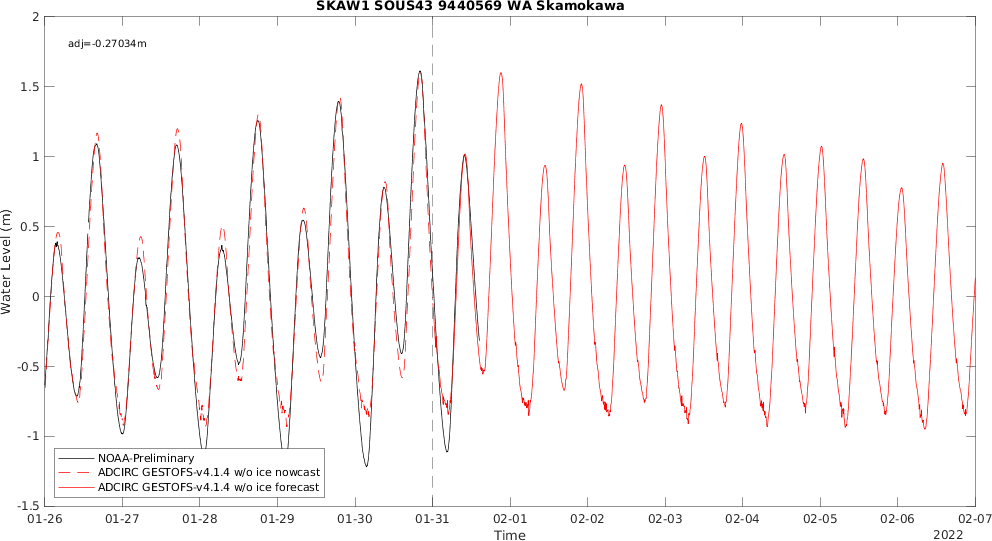 SKAW1 SOUS43 9440569 WA Skamokawa
adj=-0.27034m
2
1.5
1
0.5
0
-0.5
-1
-1.5
Water Level (m)
NOAA-Preliminary
ADCIRC GESTOFS-v4.1.4 w/o ice nowcast
ADCIRC GESTOFS-v4.1.4 w/o ice forecast
01-26 01-27 01-28 01-29 01-30 01-31 02-01 02-02 02-03 02-04 02-05 02-06 02-07
Time
2022